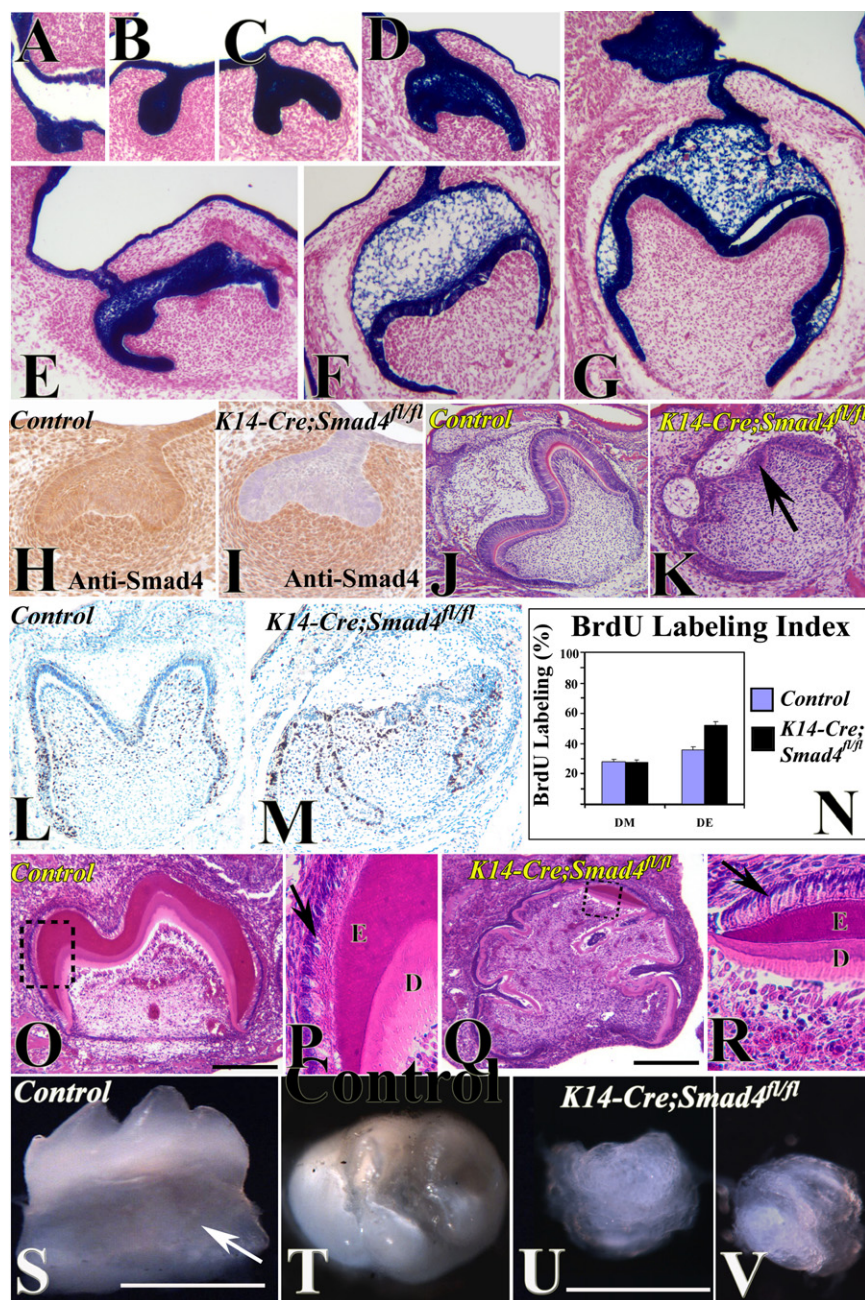 A
B
C
D
E
F
G
Control
K14-Cre;Smad4fl/fl
Control
K14-Cre;Smad4fl/fl
H
Anti-Smad4
I
Anti-Smad4
J
K
Control
K14-Cre;Smad4fl/fl
BrdU Labeling Index
BrdU Labeling (%)
100
80
60
40
20
DM
DE
Control
K14-Cre;
Smad4fl/fl
L
M
N
Control
K14-Cre;Smad4fl/fl
E
D
E
D
O
P
Q
R
Control
Control
K14-Cre;Smad4fl/fl
S
T
U
V